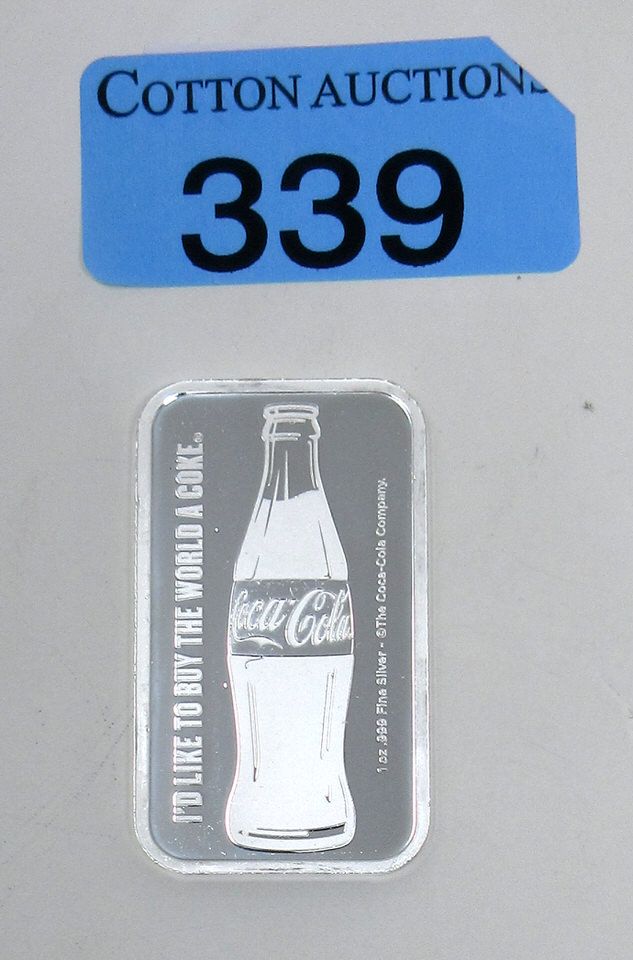 COTTON AUCTIONS
339
I'D LIKE TO BUY THE WORLD A COKE®
Coca-Cola
1 oz .999 Fine Silver - ©The Coca-Cola Company.